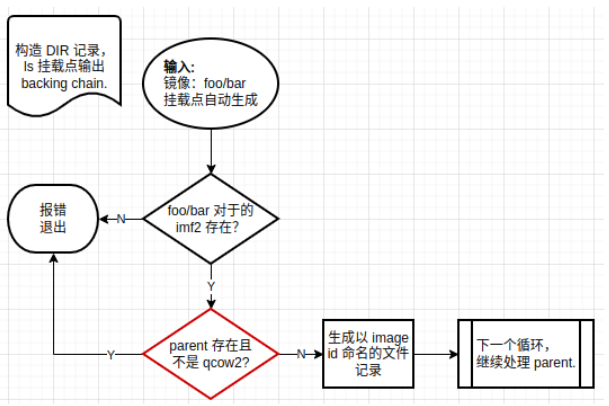 构造 DIR 记录，
ls 挂载点输出
backing chain.
输入:
镜像：foo/bar
挂载点自动生成
报错
退出
N
foo/bar 对于的
imf2 存在？
Y
Y
parent 存在且
不是 qcow2?
N
生成以 image
id 命名的文件
记录
下一个循环，
继续处理 parent.